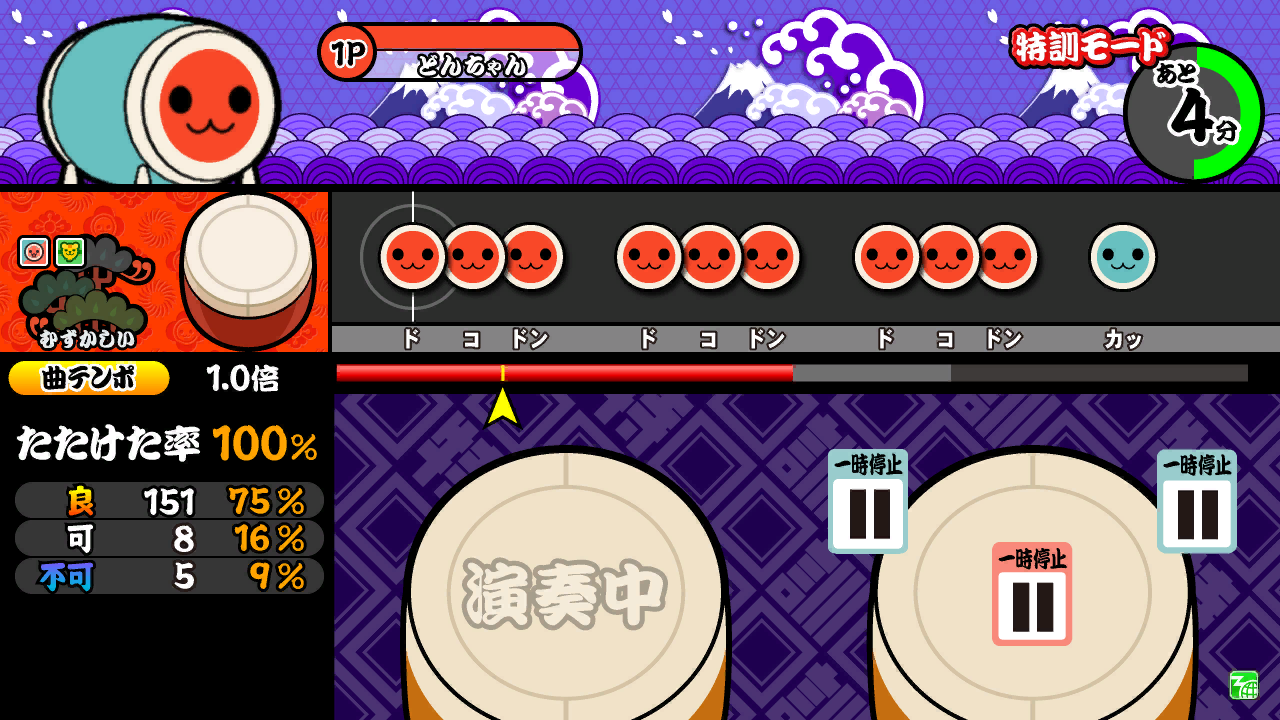 1P
どんちゃん
特訓モード
あと
4分
むずかしい
ド コ ドン ド コ ドン ド コ ドン カッ
曲テンポ 1.0倍
たたけた率 100%
良 151 75%
可 8 16%
不可 5 9%
演奏中
一時停止
一時停止
一時停止